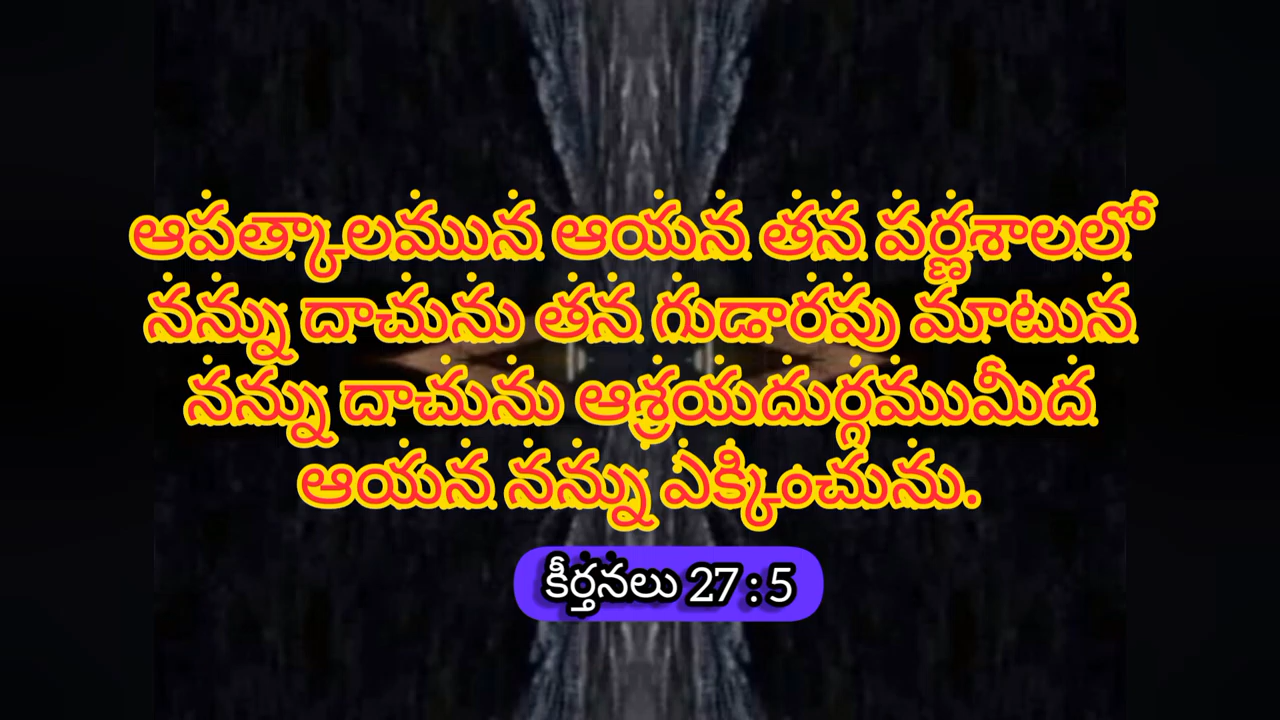 ఆపత్కాలమున ఆయన తన పర్ణశాలలో
నన్ను దాచును తన గుడారపు మాటున
నన్ను దాచును ఆశ్రయదుర్గముమీద
ఆయన నన్ను ఎక్కించును.
కీర్తనలు 27 : 5